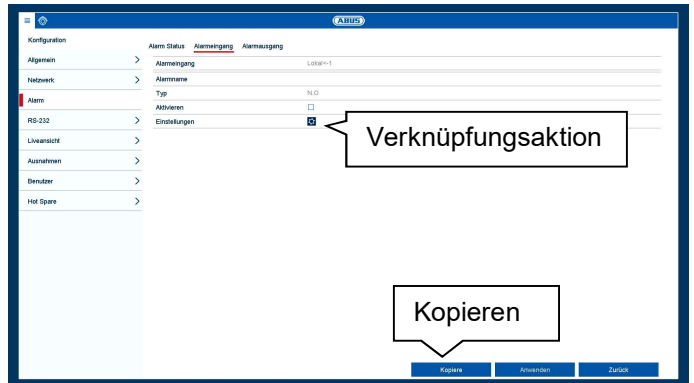 ABUS
Konfiguration
Allgemein
Netzwerk
Alarm
RS-232
Liveansicht
Ausnahmen
Benutzer
Hot Spare
Alarm Status Alarmeingang Alarmausgang
Alarmeingang Lokal<-1
Alarmname
Typ N.O
Aktivieren
Einstellungen
Verknüpfungsaktion
Kopieren
Kopiere Anwenden Zurück